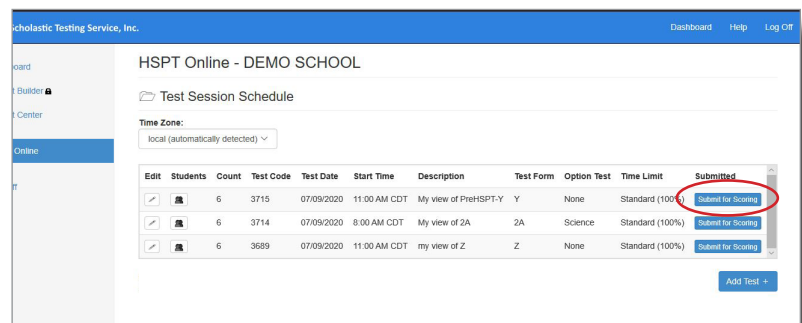 Scholastic Testing Service, Inc.
Dashboard Help Log Off
HSPT Online - DEMO SCHOOL
oard
t Builder
t Center
Online
ff
Test Session Schedule
Time Zone:
local (automatically detected)
Edit Students Count Test Code Test Date Start Time Description Test Form Option Test Time Limit Submitted
6 3715 07/09/2020 11:00 AM CDT My view of PreHSPT-Y Y None Standard (100%) Submit for Scoring
6 3714 07/09/2020 8:00 AM CDT My view of 2A 2A Science Standard (100%) Submit for Scoring
6 3689 07/09/2020 11:00 AM CDT my view of Z Z None Standard (100%) Submit for Scoring
Add Test +